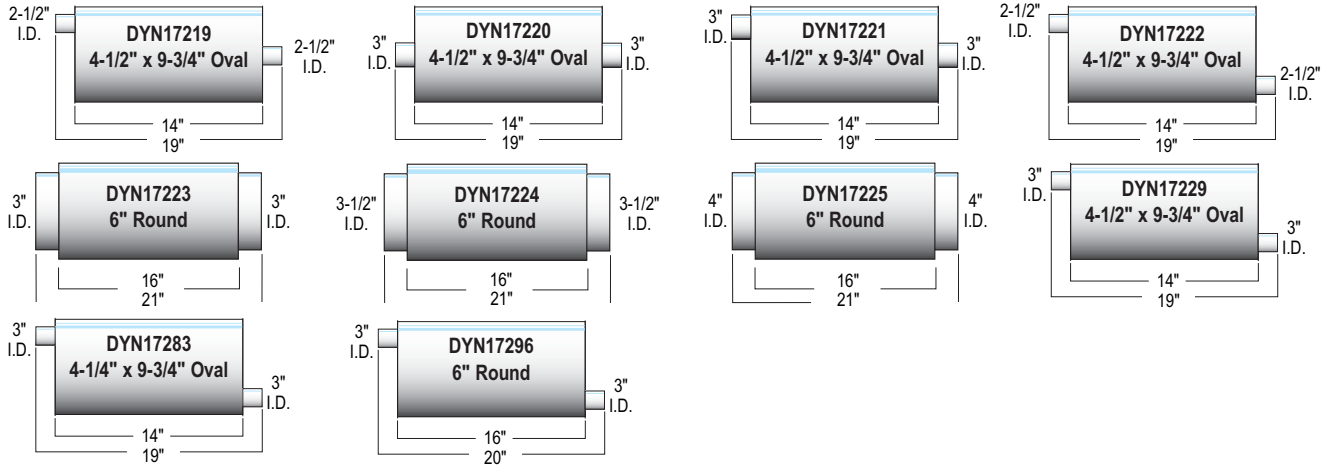 2-1/2"
I.D.
DYN17219
4-1/2" x 9-3/4" Oval
2-1/2"
I.D.
14"
19"
3"
I.D.
DYN17220
4-1/2" x 9-3/4" Oval
3"
I.D.
14"
19"
3"
I.D.
DYN17221
4-1/2" x 9-3/4" Oval
3"
I.D.
14"
19"
2-1/2"
I.D.
DYN17222
4-1/2" x 9-3/4" Oval
2-1/2"
I.D.
14"
19"
3"
I.D.
DYN17223
6" Round
3"
I.D.
16"
21"
3-1/2"
I.D.
DYN17224
6" Round
3-1/2"
I.D.
16"
21"
4"
I.D.
DYN17225
6" Round
4"
I.D.
16"
21"
3"
I.D.
DYN17229
4-1/2" x 9-3/4" Oval
3"
I.D.
14"
19"
3"
I.D.
DYN17283
4-1/4" x 9-3/4" Oval
3"
I.D.
14"
19"
3"
I.D.
DYN17296
6" Round
3"
I.D.
16"
20"